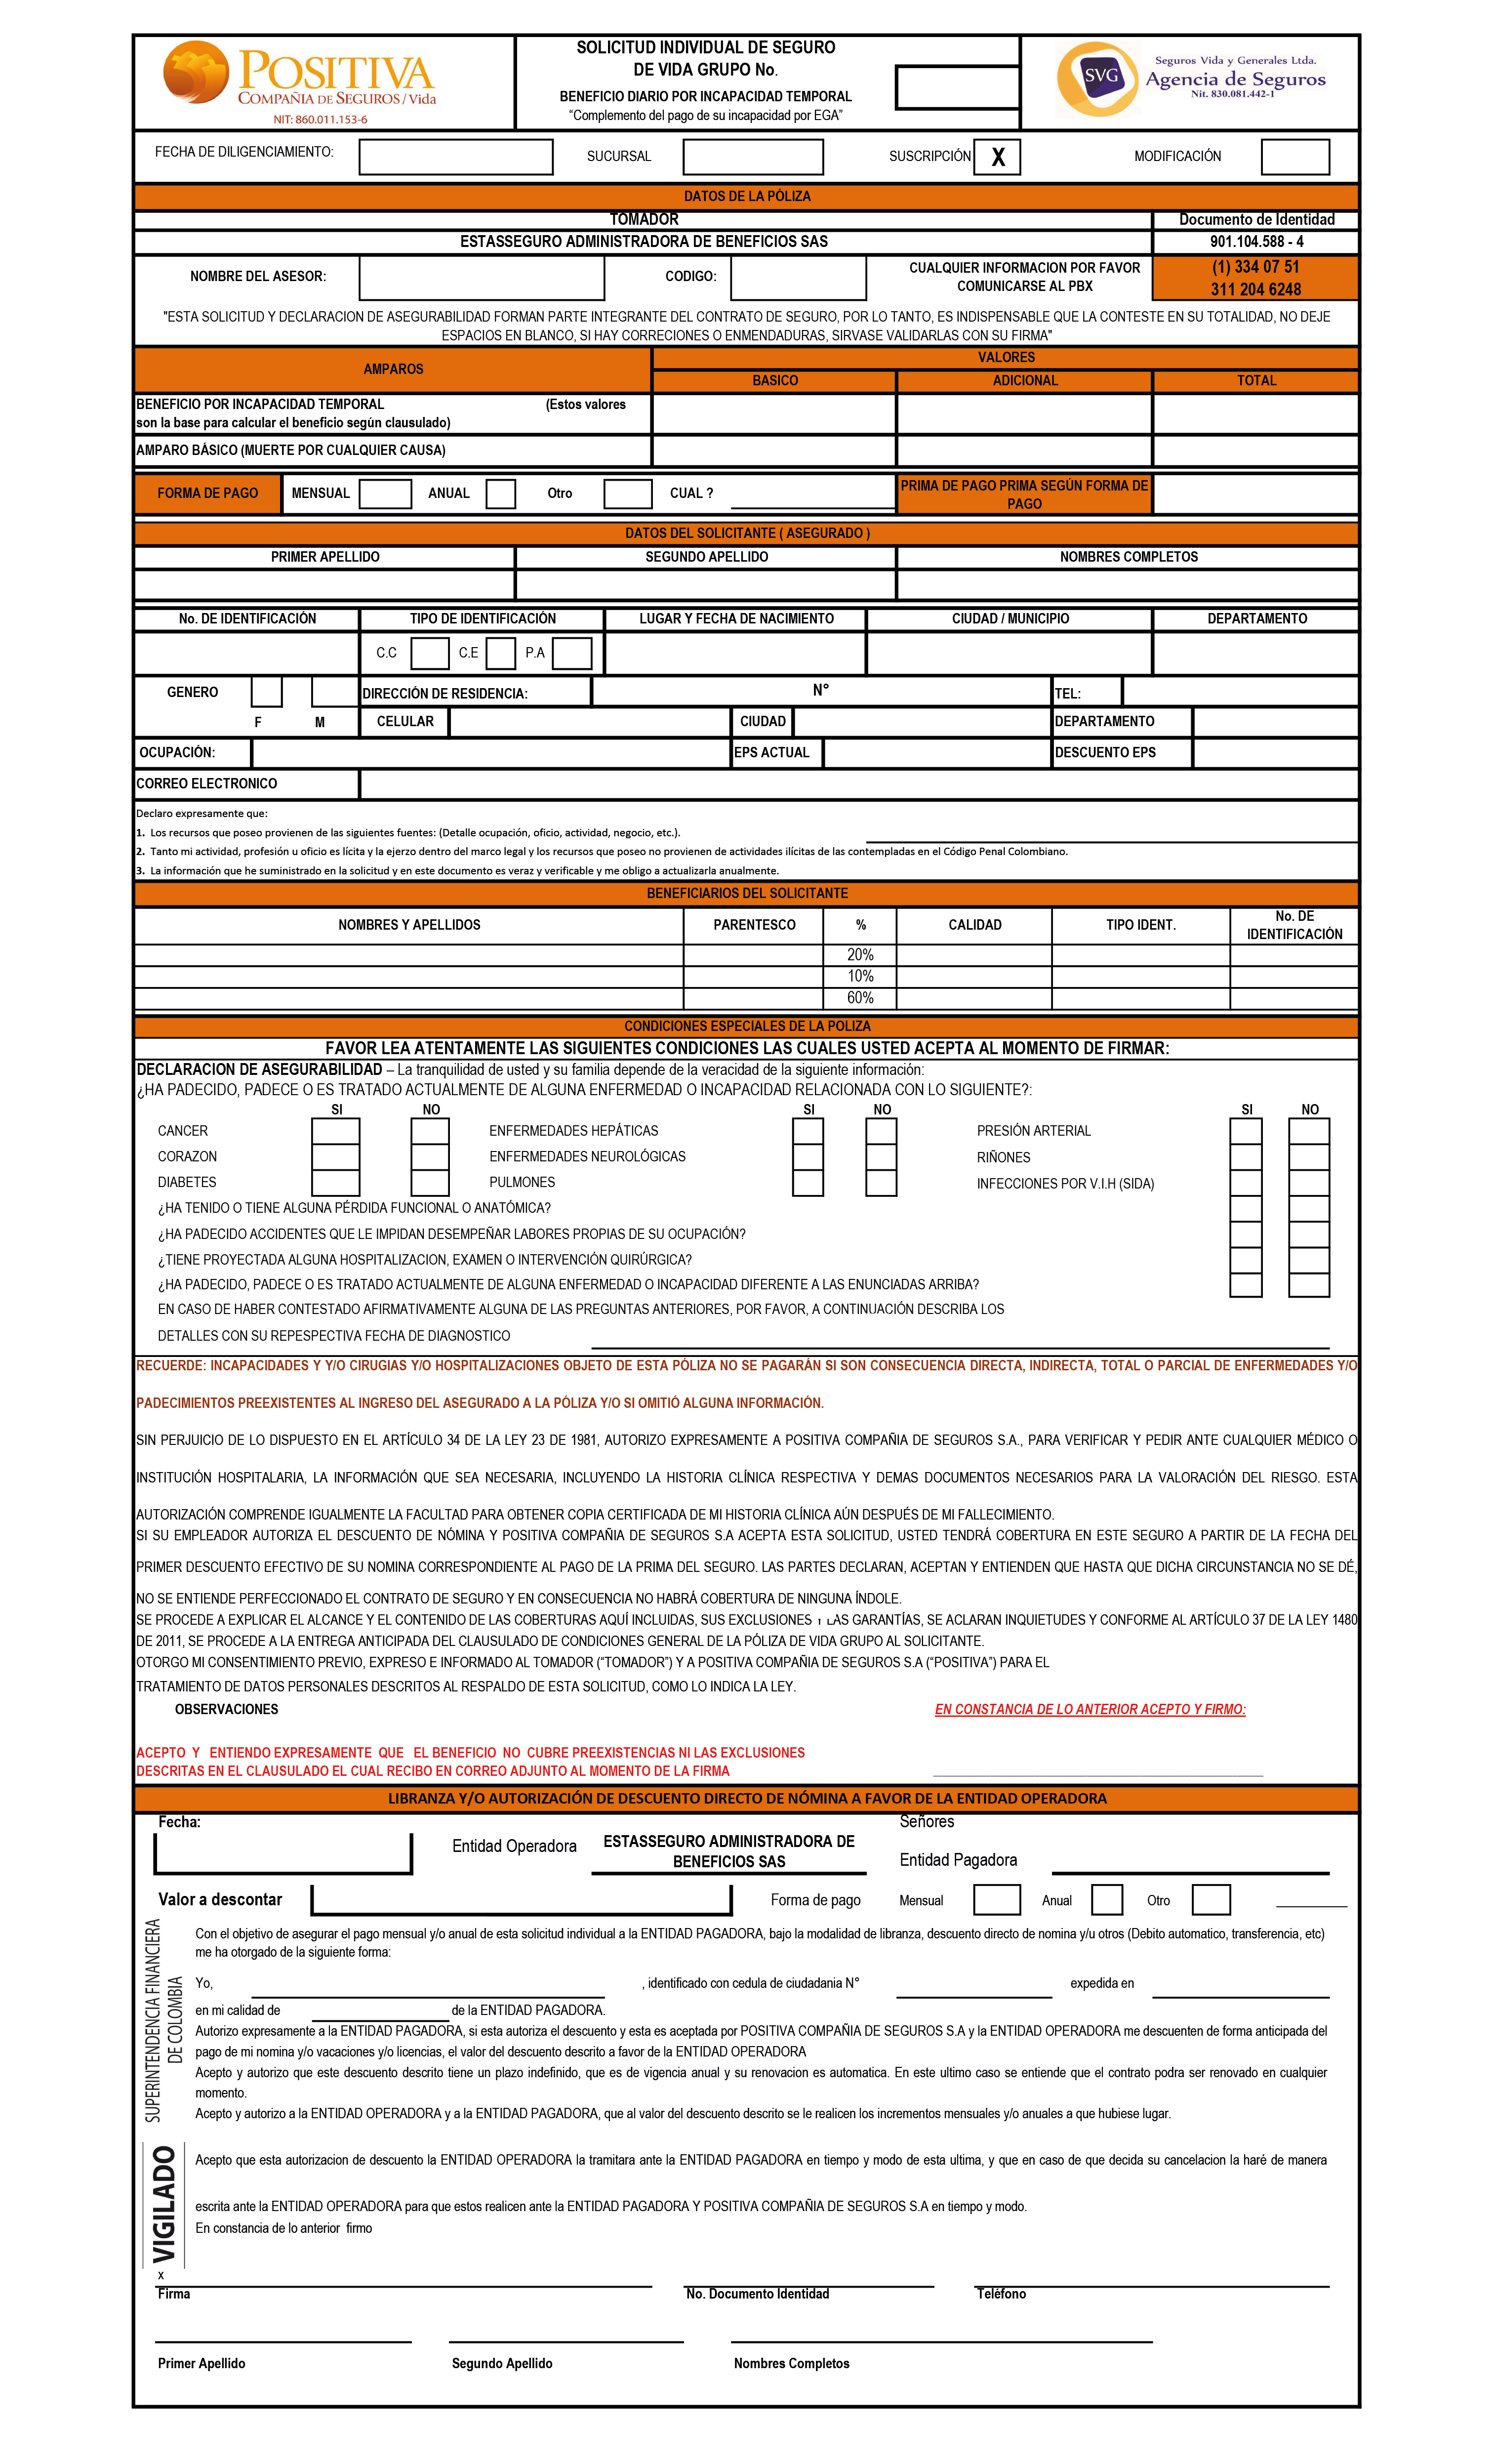 POSITIVA
COMPAÑIA DE SEGUROS / Vida
NIT: 860.011.153-6
SOLICITUD INDIVIDUAL DE SEGURO
DE VIDA GRUPO No.
BENEFICIO DIARIO POR INCAPACIDAD TEMPORAL
“Complemento del pago de su incapacidad por EGA”
SVG
Seguros Vida y Generales Ltda.
Agencia de Seguros
Nit. 830.081.442-1
FECHA DE DILIGENCIAMIENTO: SUCURSAL SUSCRIPCIÓN X MODIFICACIÓN
DATOS DE LA PÓLIZA
TOMADOR Documento de Identidad
ESTASSEGURO ADMINISTRADORA DE BENEFICIOS SAS 901.104.588 - 4
NOMBRE DEL ASESOR: CODIGO: CUALQUIER INFORMACION POR FAVOR COMUNICARSE AL PBX (1) 334 07 51
311 204 6248
"ESTA SOLICITUD Y DECLARACION DE ASEGURABILIDAD FORMAN PARTE INTEGRANTE DEL CONTRATO DE SEGURO, POR LO TANTO, ES INDISPENSABLE QUE LA CONTESTE EN SU TOTALIDAD, NO DEJE
ESPACIOS EN BLANCO, SI HAY CORRECIONES O ENMENDADURAS, SIRVASE VALIDARLAS CON SU FIRMA"
AMPAROS VALORES
BASICO ADICIONAL TOTAL
BENEFICIO POR INCAPACIDAD TEMPORAL (Estos valores
son la base para calcular el beneficio según clausulado)
AMPARO BÁSICO (MUERTE POR CUALQUIER CAUSA)
FORMA DE PAGO MENSUAL ANUAL Otro CUAL ? PRIMA DE PAGO PRIMA SEGÚN FORMA DE
PAGO
DATOS DEL SOLICITANTE ( ASEGURADO )
PRIMER APELLIDO SEGUNDO APELLIDO NOMBRES COMPLETOS
No. DE IDENTIFICACIÓN TIPO DE IDENTIFICACIÓN LUGAR Y FECHA DE NACIMIENTO CIUDAD / MUNICIPIO DEPARTAMENTO
C.C C.E P.A
GENERO DIRECCIÓN DE RESIDENCIA: N° TEL:
F M CELULAR CIUDAD DEPARTAMENTO
OCUPACIÓN: EPS ACTUAL DESCUENTO EPS
CORREO ELECTRONICO
Declaro expresamente que:
1. Los recursos que poseo provienen de las siguientes fuentes: (Detalle ocupación, oficio, actividad, negocio, etc.).
2. Tanto mi actividad, profesión u oficio es lícita y la ejerzo dentro del marco legal y los recursos que poseo no provienen de actividades ilícitas de las contempladas en el Código Penal Colombiano.
3. La información que he suministrado en la solicitud y en este documento es veraz y verificable y me obligo a actualizarla anualmente.
BENEFICIARIOS DEL SOLICITANTE
NOMBRES Y APELLIDOS PARENTESCO % CALIDAD TIPO IDENT. No. DE
IDENTIFICACIÓN
20%
10%
60%
CONDICIONES ESPECIALES DE LA POLIZA
FAVOR LEA ATENTAMENTE LAS SIGUIENTES CONDICIONES LAS CUALES USTED ACEPTA AL MOMENTO DE FIRMAR:
DECLARACION DE ASEGURABILIDAD – La tranquilidad de usted y su familia depende de la veracidad de la siguiente información:
¿HA PADECIDO, PADECE O ES TRATADO ACTUALMENTE DE ALGUNA ENFERMEDAD O INCAPACIDAD RELACIONADA CON LO SIGUIENTE?:
SI NO SI NO SI NO
CANCER ENFERMEDADES HEPÁTICAS PRESIÓN ARTERIAL
CORAZON ENFERMEDADES NEUROLÓGICAS RIÑONES
DIABETES PULMONES INFECCIONES POR V.I.H (SIDA)
¿HA TENIDO O TIENE ALGUNA PÉRDIDA FUNCIONAL O ANATÓMICA?
¿HA PADECIDO ACCIDENTES QUE LE IMPIDAN DESEMPEÑAR LABORES PROPIAS DE SU OCUPACIÓN?
¿TIENE PROYECTADA ALGUNA HOSPITALIZACION, EXAMEN O INTERVENCIÓN QUIRÚRGICA?
¿HA PADECIDO, PADECE O ES TRATADO ACTUALMENTE DE ALGUNA ENFERMEDAD O INCAPACIDAD DIFERENTE A LAS ENUNCIADAS ARRIBA?
EN CASO DE HABER CONTESTADO AFIRMATIVAMENTE ALGUNA DE LAS PREGUNTAS ANTERIORES, POR FAVOR, A CONTINUACIÓN DESCRIBA LOS
DETALLES CON SU REPESPECTIVA FECHA DE DIAGNOSTICO
RECUERDE: INCAPACIDADES Y Y/O CIRUGIAS Y/O HOSPITALIZACIONES OBJETO DE ESTA PÓLIZA NO SE PAGARÁN SI SON CONSECUENCIA DIRECTA, INDIRECTA, TOTAL O PARCIAL DE ENFERMEDADES Y/O
PADECIMIENTOS PREEXISTENTES AL INGRESO DEL ASEGURADO A LA PÓLIZA Y/O SI OMITIÓ ALGUNA INFORMACIÓN.
SIN PERJUICIO DE LO DISPUESTO EN EL ARTÍCULO 34 DE LA LEY 23 DE 1981, AUTORIZO EXPRESAMENTE A POSITIVA COMPAÑIA DE SEGUROS S.A., PARA VERIFICAR Y PEDIR ANTE CUALQUIER MÉDICO O
INSTITUCIÓN HOSPITALARIA, LA INFORMACIÓN QUE SEA NECESARIA, INCLUYENDO LA HISTORIA CLÍNICA RESPECTIVA Y DEMAS DOCUMENTOS NECESARIOS PARA LA VALORACIÓN DEL RIESGO. ESTA
AUTORIZACIÓN COMPRENDE IGUALMENTE LA FACULTAD PARA OBTENER COPIA CERTIFICADA DE MI HISTORIA CLÍNICA AÚN DESPUÉS DE MI FALLECIMIENTO.
SI SU EMPLEADOR AUTORIZA EL DESCUENTO DE NÓMINA Y POSITIVA COMPAÑIA DE SEGUROS S.A ACEPTA ESTA SOLICITUD, USTED TENDRÁ COBERTURA EN ESTE SEGURO A PARTIR DE LA FECHA DEL
PRIMER DESCUENTO EFECTIVO DE SU NOMINA CORRESPONDIENTE AL PAGO DE LA PRIMA DEL SEGURO. LAS PARTES DECLARAN, ACEPTAN Y ENTIENDEN QUE HASTA QUE DICHA CIRCUNSTANCIA NO SE DÉ,
NO SE ENTIENDE PERFECCIONADO EL CONTRATO DE SEGURO Y EN CONSECUENCIA NO HABRÁ COBERTURA DE NINGUNA ÍNDOLE.
SE PROCEDE A EXPLICAR EL ALCANCE Y EL CONTENIDO DE LAS COBERTURAS AQUÍ INCLUIDAS, SUS EXCLUSIONES Y LAS GARANTÍAS, SE ACLARAN INQUIETUDES Y CONFORME AL ARTÍCULO 37 DE LA LEY 1480
DE 2011, SE PROCEDE A LA ENTREGA ANTICIPADA DEL CLAUSULADO DE CONDICIONES GENERAL DE LA PÓLIZA DE VIDA GRUPO AL SOLICITANTE.
OTORGO MI CONSENTIMIENTO PREVIO, EXPRESO E INFORMADO AL TOMADOR (“TOMADOR”) Y A POSITIVA COMPAÑIA DE SEGUROS S.A (“POSITIVA”) PARA EL
TRATAMIENTO DE DATOS PERSONALES DESCRITOS AL RESPALDO DE ESTA SOLICITUD, COMO LO INDICA LA LEY.
OBSERVACIONES EN CONSTANCIA DE LO ANTERIOR ACEPTO Y FIRMO:
ACEPTO Y ENTIENDO EXPRESAMENTE QUE EL BENEFICIO NO CUBRE PREEXISTENCIAS NI LAS EXCLUSIONES
DESCRITAS EN EL CLAUSULADO EL CUAL RECIBO EN CORREO ADJUNTO AL MOMENTO DE LA FIRMA
LIBRANZA Y/O AUTORIZACIÓN DE DESCUENTO DIRECTO DE NÓMINA A FAVOR DE LA ENTIDAD OPERADORA
Fecha: Señores
Entidad Operadora ESTASSEGURO ADMINISTRADORA DE
BENEFICIOS SAS Entidad Pagadora
Valor a descontar Forma de pago Mensual Anual Otro
Con el objetivo de asegurar el pago mensual y/o anual de esta solicitud individual a la ENTIDAD PAGADORA, bajo la modalidad de libranza, descuento directo de nomina y/u otros (Debito automatico, transferencia, etc)
me ha otorgado de la siguiente forma:
Yo, , identificado con cedula de ciudadania N° expedida en
en mi calidad de de la ENTIDAD PAGADORA.
Autorizo expresamente a la ENTIDAD PAGADORA, si esta autoriza el descuento y esta es aceptada por POSITIVA COMPAÑIA DE SEGUROS S.A y la ENTIDAD OPERADORA me descuenten de forma anticipada del
pago de mi nomina y/o vacaciones y/o licencias, el valor del descuento descrito a favor de la ENTIDAD OPERADORA
Acepto y autorizo que este descuento descrito tiene un plazo indefinido, que es de vigencia anual y su renovacion es automatica. En este ultimo caso se entiende que el contrato podra ser renovado en cualquier
momento.
Acepto y autorizo a la ENTIDAD OPERADORA y a la ENTIDAD PAGADORA, que al valor del descuento descrito se le realicen los incrementos mensuales y/o anuales a que hubiese lugar.
Acepto que esta autorizacion de descuento la ENTIDAD OPERADORA la tramitara ante la ENTIDAD PAGADORA en tiempo y modo de esta ultima, y que en caso de que decida su cancelacion la haré de manera
escrita ante la ENTIDAD OPERADORA para que estos realicen ante la ENTIDAD PAGADORA Y POSITIVA COMPAÑIA DE SEGUROS S.A en tiempo y modo.
En constancia de lo anterior firmo
VIGILADO
SUPERINTENDENCIA FINANCIERA
DE COLOMBIA
x
Firma No. Documento Identidad Teléfono
Primer Apellido Segundo Apellido Nombres Completos